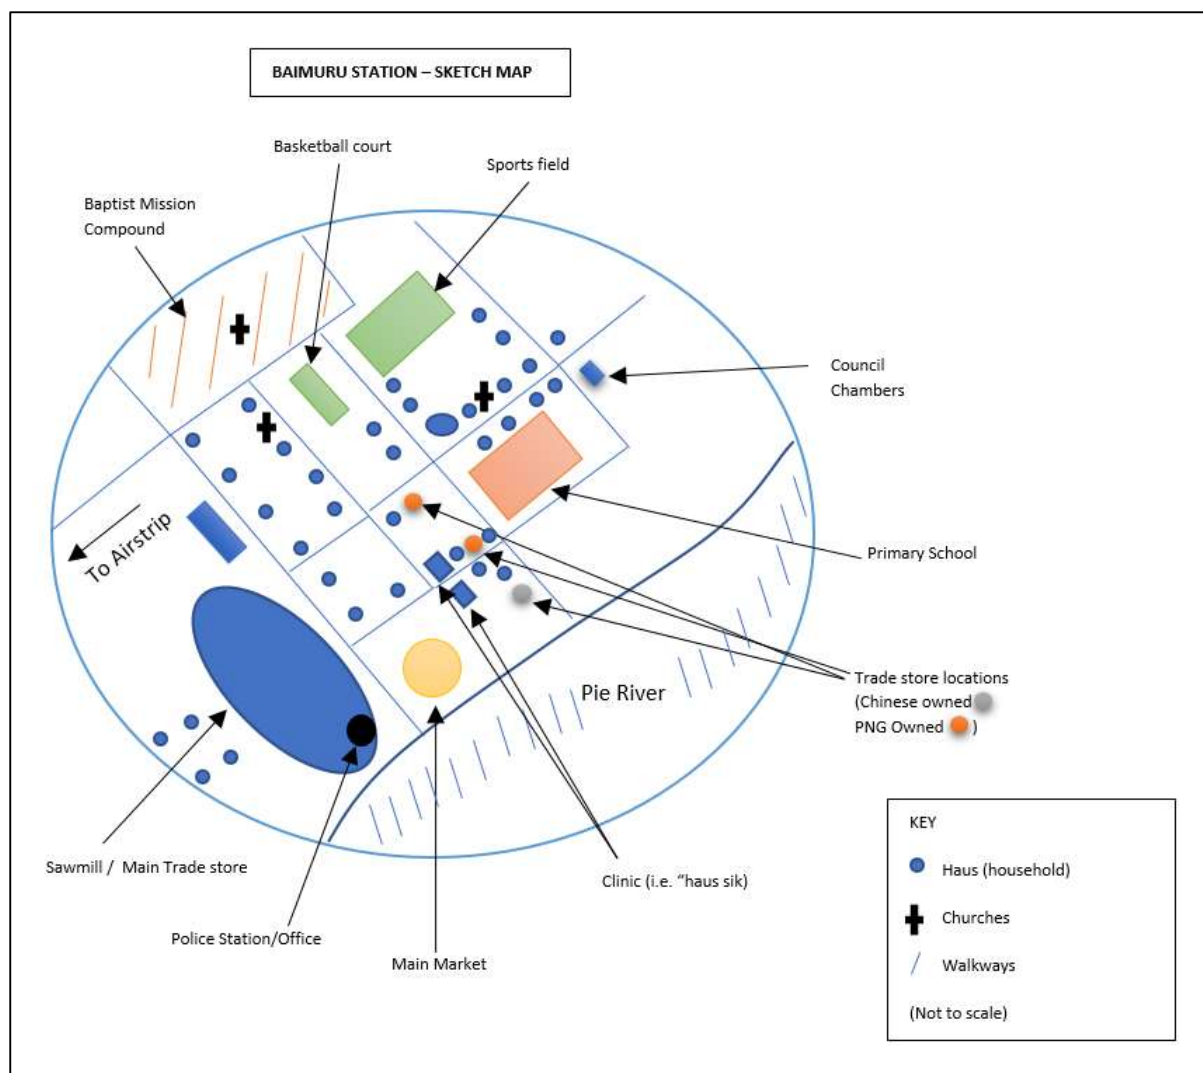 BAIMURU STATION – SKETCH MAP
Basketball court
Sports field
Baptist Mission
Compound
Council
Chambers
To Airstrip
Primary School
Pie River
Trade store locations
(Chinese owned
PNG Owned )
Sawmill / Main Trade store
Clinic (i.e. “haus sik)
Police Station/Office
Main Market
KEY
Haus (household)
Churches
Walkways
(Not to scale)